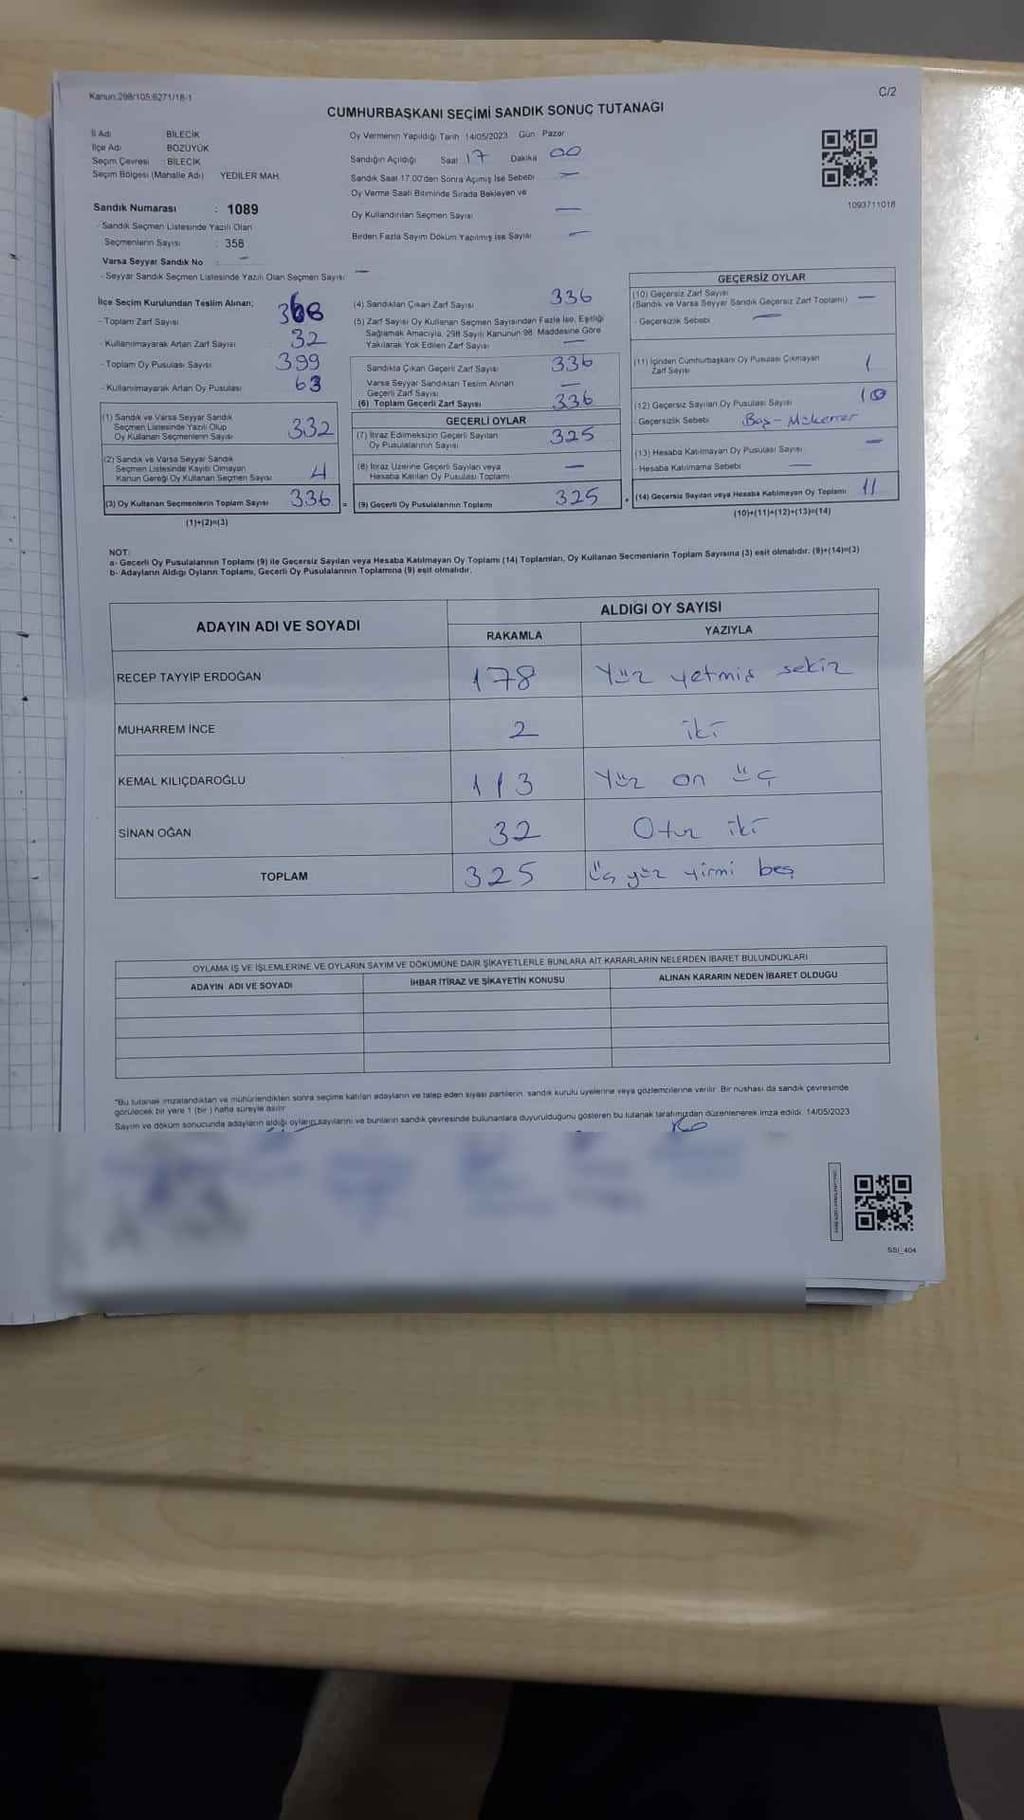 Kanun:298/105;6271/18-1
C/2
CUMHURBAŞKANI SEÇİMİ SANDIK SONUÇ TUTANAĞI
İl Adı BİLECİK
İlçe Adı BOZÜYÜK
Seçim Çevresi : BİLECİK
Seçim Bölgesi (Mahalle Adı) YEDİLER MAH.
Sandık Numarası : 1089
Sandık Seçmen Listesinde Yazılı Olan
Seçmenlerin Sayısı : 358
Varsa Seyyar Sandık No : —
- Seyyar Sandık Seçmen Listesinde Yazılı Olan Seçmen Sayısı: —
Oy Vermenin Yapıldığı Tarih 14/05/2023 Gün Pazar
Sandığın Açıldığı Saat 17 Dakika 00
Sandık Saat 17.00'den Sonra Açımış İse Sebebi —
Oy Verme Saati Bitiminde Sırada Bekleyen ve
Oy Kullandırılan Seçmen Sayısı —
Birden Fazla Sayım Döküm Yapılmış İse Sayısı —
1093711018
İlçe Seçim Kurulundan Teslim Alınan;
- Toplam Zarf Sayısı 368
- Kullanılmayarak Artan Zarf Sayısı 32
- Toplam Oy Pusulası Sayısı 399
- Kullanılmayarak Artan Oy Pusulası 63
(1) Sandık ve Varsa Seyyar Sandık
Seçmen Listesinde Yazılı Olup
Oy Kullanan Seçmenlerin Sayısı 332
(2) Sandık ve Varsa Seyyar Sandık
Seçmen Listesinde Kayıtlı Olmayan
Kanun Gereği Oy Kullanan Seçmen Sayısı 4
(3) Oy Kullanan Seçmenlerin Toplam Sayısı 336 =
(1)+(2)=(3)
(4) Sandıktan Çıkan Zarf Sayısı 336
(5) Zarf Sayısı Oy Kullanan Seçmen Sayısından Fazla İse, Eşitliği
Sağlamak Amacıyla, 298 Sayılı Kanunun 98. Maddesine Göre
Yakılarak Yok Edilen Zarf Sayısı —
Sandıkta Çıkan Geçerli Zarf Sayısı 336
Varsa Seyyar Sandıktan Teslim Alınan
Geçerli Zarf Sayısı —
(6) Toplam Geçerli Zarf Sayısı 336
GEÇERLİ OYLAR
(7) İtiraz Edilmeksizin Geçerli Sayılan
Oy Pusulalarının Sayısı 325
(8) İtiraz Üzerine Geçerli Sayılan veya
Hesaba Katılan Oy Pusulası Toplamı —
(9) Geçerli Oy Pusulalarının Toplamı 325 +
GEÇERSİZ OYLAR
(10) Geçersiz Zarf Sayısı
(Sandık ve Varsa Seyyar Sandık Geçersiz Zarf Toplamı) —
- Geçersizlik Sebebi —
(11) İçinden Cumhurbaşkanı Oy Pusulası Çıkmayan
Zarf Sayısı 1
(12) Geçersiz Sayılan Oy Pusulası Sayısı 10
Geçersizlik Sebebi Boş - Mükerrer
(13) Hesaba Katılmayan Oy Pusulası Sayısı —
- Hesaba Katılmama Sebebi —
(14) Geçersiz Sayılan veya Hesaba Katılmayan Oy Toplamı 11
(10)+(11)+(12)+(13)=(14)
NOT:
a- Geçerli Oy Pusulalarının Toplamı (9) ile Geçersiz Sayılan veya Hesaba Katılmayan Oy Toplamı (14) Toplamları, Oy Kullanan Seçmenlerin Toplam Sayısına (3) eşit olmalıdır. (9)+(14)=(3)
b- Adayların Aldığı Oyların Toplamı, Geçerli Oy Pusulalarının Toplamına (9) eşit olmalıdır.
ADAYIN ADI VE SOYADI ALDIĞI OY SAYISI
RAKAMLA YAZIYLA
RECEP TAYYİP ERDOĞAN 178 Yüz yetmiş sekiz
MUHARREM İNCE 2 iki
KEMAL KILIÇDAROĞLU 113 Yüz on üç
SİNAN OĞAN 32 Otuz iki
TOPLAM 325 Üç yüz yirmi beş
OYLAMA İŞ VE İŞLEMLERİNE VE OYLARIN SAYIM VE DÖKÜMÜNE DAİR ŞİKAYETLERLE BUNLARA AİT KARARLARIN NELERDEN İBARET BULUNDUKLARI
ADAYIN ADI VE SOYADI İHBAR İTİRAZ VE ŞİKAYETİN KONUSU ALINAN KARARIN NEDEN İBARET OLDUĞU
*Bu tutanak imzalandıktan ve mühürlendikten sonra seçime katılan adayların ve talep eden siyasi partilerin sandık kurulu üyelerine veya gözlemcilerine verilir. Bir nüshası da sandık çevresinde
görülecek bir yere 1 (bir) hafta süreyle asılır.
Sayım ve döküm sonucunda adayların aldığı oyların sayılarını ve bunların sandık çevresinde bulunanlara duyurulduğunu gösteren bu tutanak tarafımızdan düzenlenerek imza edildi. 14/05/2023
SSI_404